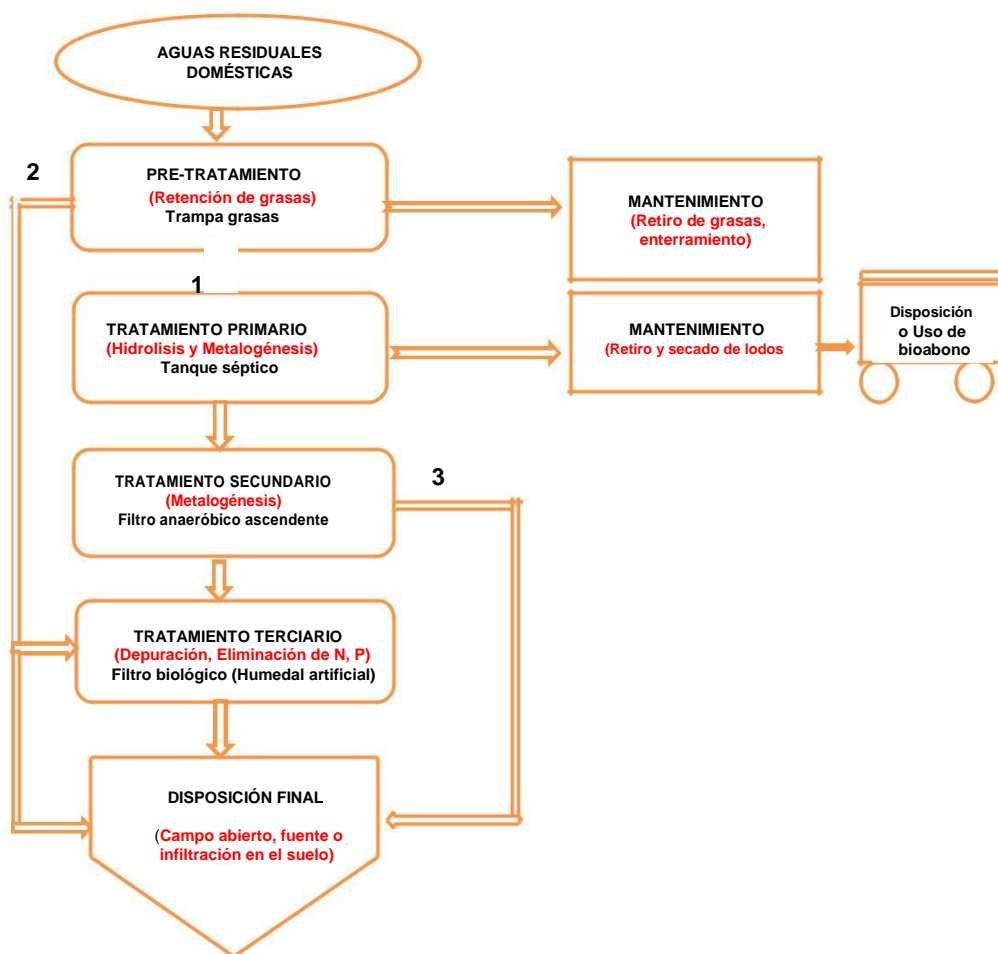 AGUAS RESIDUALES
DOMÉSTICAS
2
PRE-TRATAMIENTO
(Retención de grasas)
Trampa grasas
MANTENIMIENTO
(Retiro de grasas,
enterramiento)
1
TRATAMIENTO PRIMARIO
(Hidrolisis y Metalogénesis)
Tanque séptico
MANTENIMIENTO
(Retiro y secado de lodos
Disposición
o Uso de
bioabono
TRATAMIENTO SECUNDARIO
(Metalogénesis)
Filtro anaeróbico ascendente
3
TRATAMIENTO TERCIARIO
(Depuración, Eliminación de N, P)
Filtro biológico (Humedal artificial)
DISPOSICIÓN FINAL
(Campo abierto, fuente o
infiltración en el suelo)